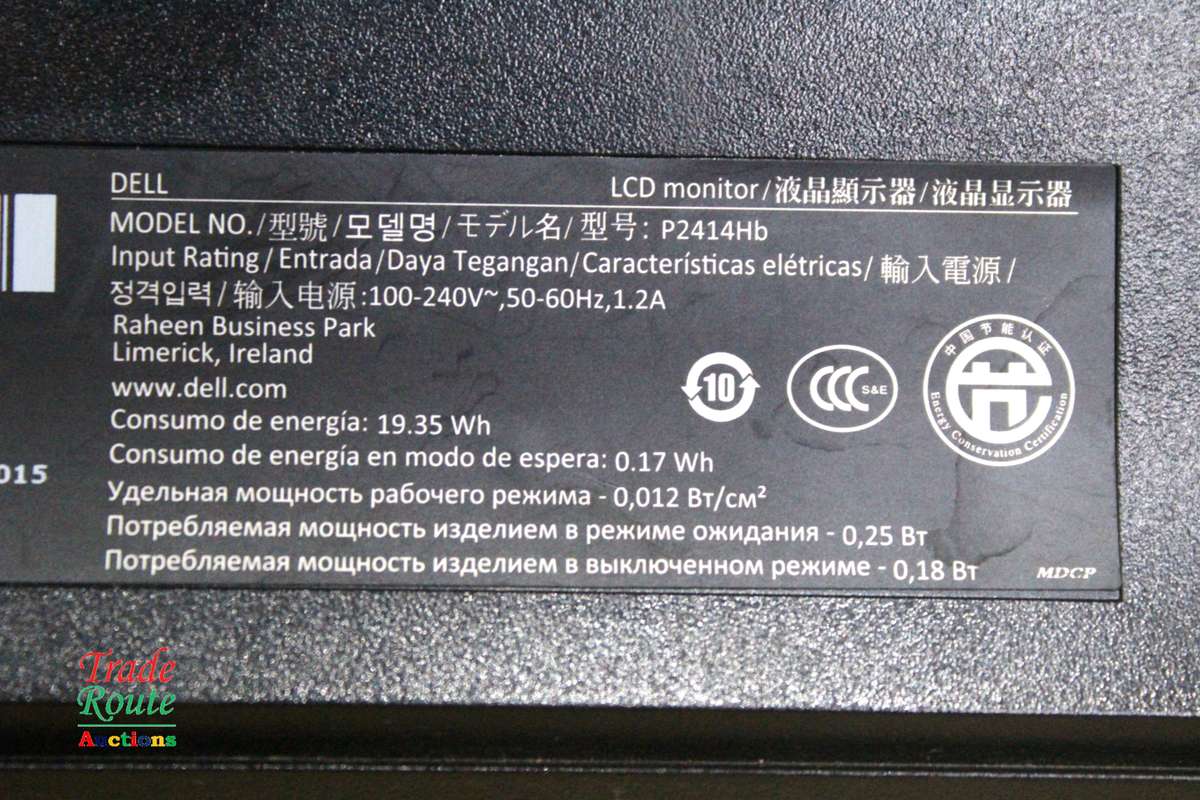 DELL
LCD monitor/液晶顯示器/液晶显示器
MODEL NO./型號/모델명/モデル名/型号: P2414Hb
Input Rating/Entrada/Daya Tegangan/Características elétricas/輸入電源/
정격입력/输入电源:100-240V~,50-60Hz,1.2A
Raheen Business Park
Limerick, Ireland
www.dell.com
Consumo de energía: 19.35 Wh
Consumo de energía en modo de espera: 0.17 Wh
Удельная мощность рабочего режима - 0,012 Вт/см²
Потребляемая мощность изделием в режиме ожидания - 0,25 Вт
Потребляемая мощность изделием в выключенном режиме - 0,18 Вт
10
CCC S&E
中国节能认证
Energy Conservation Certification
MDCP
015
Trade
Route
Auctions